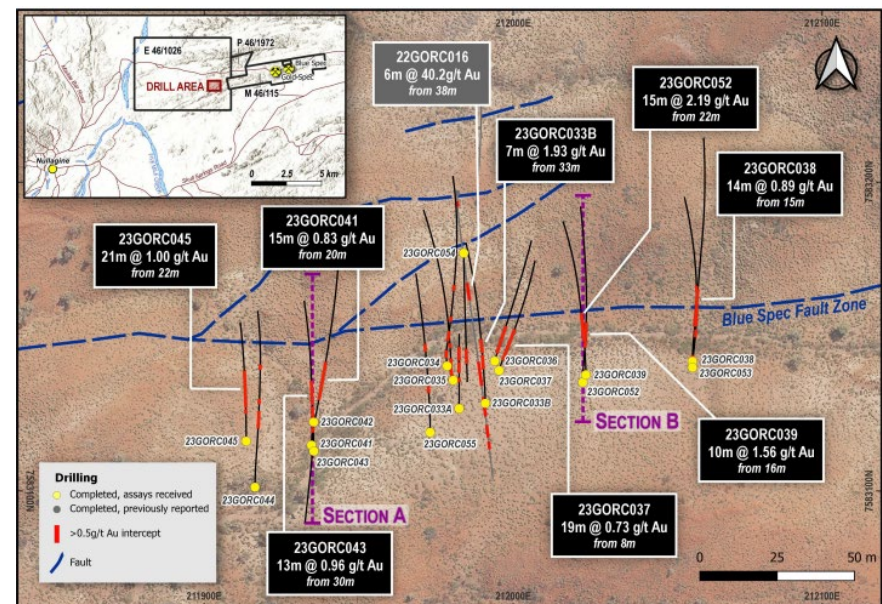 212000E
212100E
E 46/1026
P 46/1972
Blue Spec
Gold Spec
DRILL AREA
M 46/115
Nullagine
0 2.5 5 km
22GORC016
6m @ 40.2g/t Au
from 38m
23GORC052
15m @ 2.19 g/t Au
from 22m
23GORC033B
7m @ 1.93 g/t Au
from 33m
23GORC038
14m @ 0.89 g/t Au
from 15m
7583200N
23GORC041
15m @ 0.83 g/t Au
from 20m
23GORC045
21m @ 1.00 g/t Au
from 22m
23GORC054
Blue Spec Fault Zone
23GORC034
23GORC036
23GORC038
23GORC035
23GORC037
23GORC039
23GORC053
23GORC052
23GORC033A
23GORC033B
23GORC042
SECTION B
23GORC055
23GORC045
23GORC041
23GORC043
23GORC039
10m @ 1.56 g/t Au
from 16m
7583100N
7583100N
Drilling
Completed, assays received
Completed, previously reported
>0.5g/t Au intercept
Fault
23GORC044
SECTION A
23GORC037
19m @ 0.73 g/t Au
from 8m
23GORC043
13m @ 0.96 g/t Au
from 30m
0 25 50 m
211900E
212000E
212100E